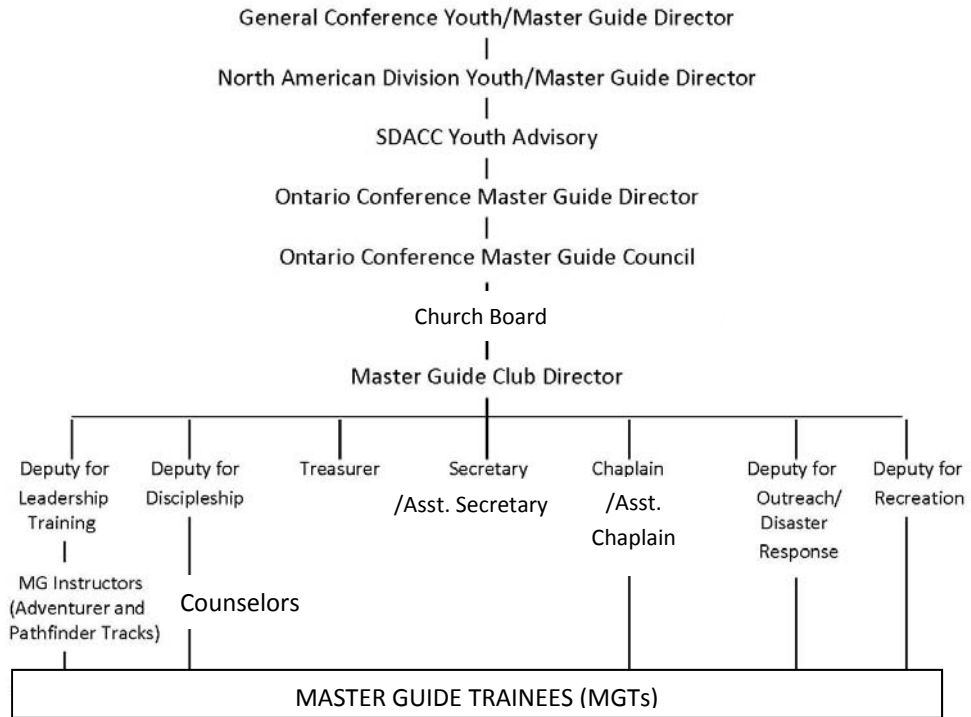 General Conference Youth/Master Guide Director
North American Division Youth/Master Guide Director
SDACC Youth Advisory
Ontario Conference Master Guide Director
Ontario Conference Master Guide Council
Church Board
Master Guide Club Director
Deputy for
Leadership
Training
MG Instructors
(Adventurer and
Pathfinder Tracks)
Deputy for
Discipleship
Counselors
Treasurer
Secretary
/Asst. Secretary
Chaplain
/Asst.
Chaplain
Deputy for
Outreach/
Disaster
Response
Deputy for
Recreation
MASTER GUIDE TRAINEES (MGTs)